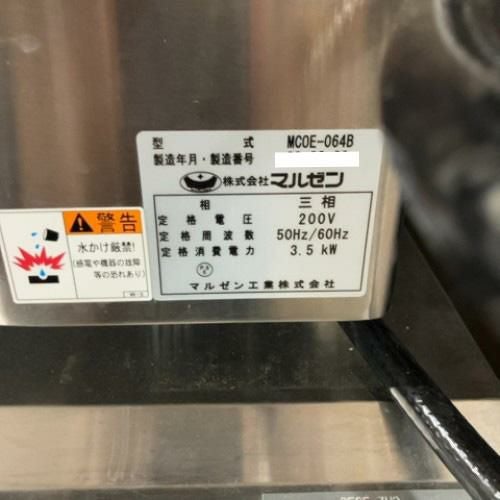 型 式 MCOE-064B
製造年月・製造番号
株式会社マルゼン
相 三相
定格電圧 200V
定格周波数 50Hz/60Hz
定格消費電力 3.5 kW
マルゼン工業株式会社
警告
水かけ厳禁!
(感電や機器の故障
等の恐れあり)